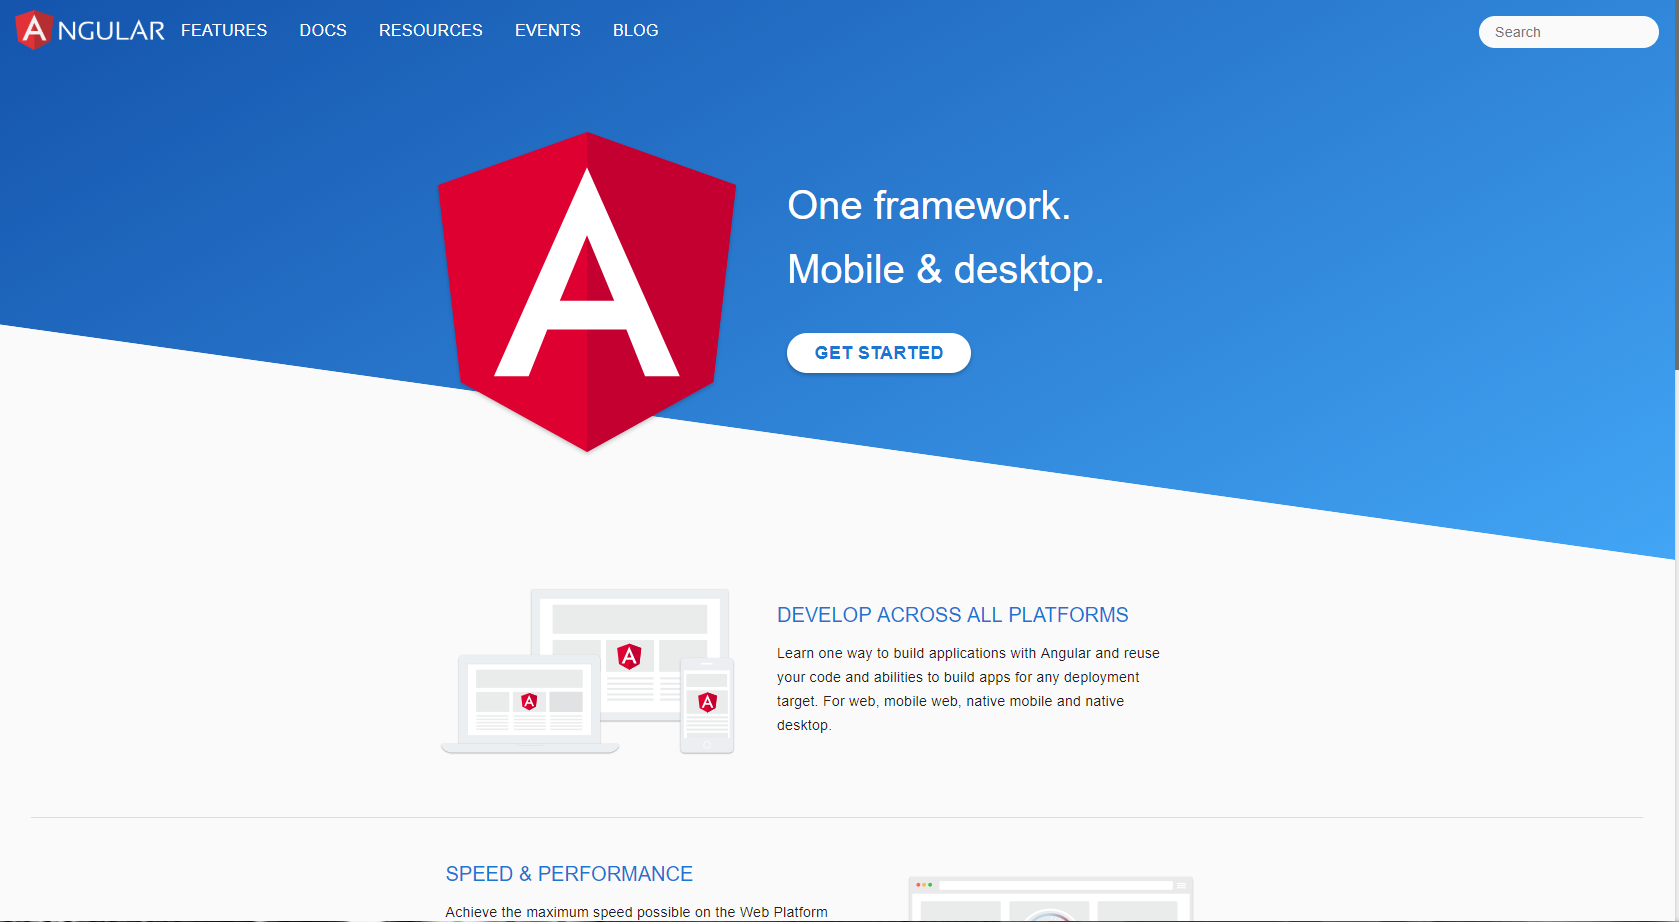 ANGULAR FEATURES DOCS RESOURCES EVENTS BLOG Search
A
One framework.
Mobile & desktop.
GET STARTED
DEVELOP ACROSS ALL PLATFORMS
Learn one way to build applications with Angular and reuse
your code and abilities to build apps for any deployment
target. For web, mobile web, native mobile and native
desktop.
A
A
A
SPEED & PERFORMANCE
Achieve the maximum speed possible on the Web Platform